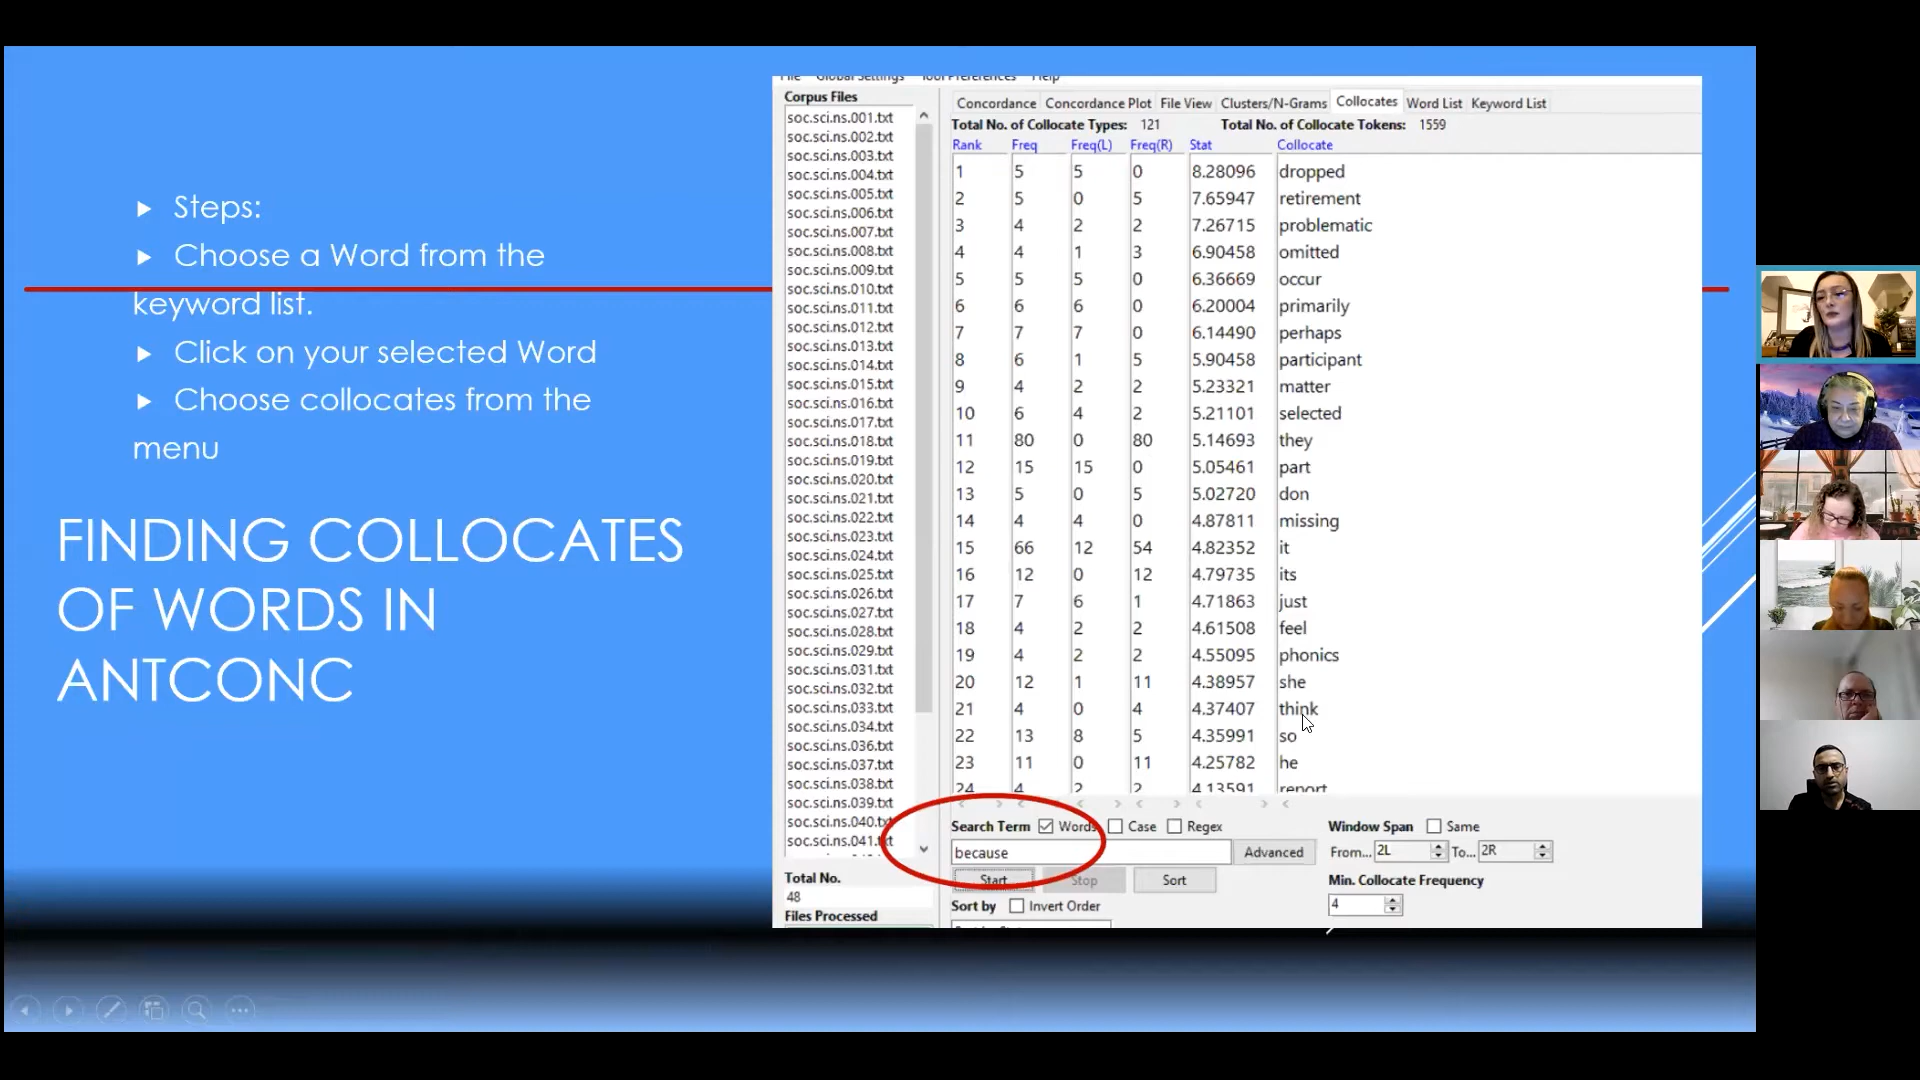 Steps:
Choose a Word from the
keyword list.
Click on your selected Word
Choose collocates from the
menu
FINDING COLLOCATES
OF WORDS IN
ANTCONC
File Global Settings Tool Preferences Help
Corpus Files
soc.sci.ns.001.txt
soc.sci.ns.002.txt
soc.sci.ns.003.txt
soc.sci.ns.004.txt
soc.sci.ns.005.txt
soc.sci.ns.006.txt
soc.sci.ns.007.txt
soc.sci.ns.008.txt
soc.sci.ns.009.txt
soc.sci.ns.010.txt
soc.sci.ns.011.txt
soc.sci.ns.012.txt
soc.sci.ns.013.txt
soc.sci.ns.014.txt
soc.sci.ns.015.txt
soc.sci.ns.016.txt
soc.sci.ns.017.txt
soc.sci.ns.018.txt
soc.sci.ns.019.txt
soc.sci.ns.020.txt
soc.sci.ns.021.txt
soc.sci.ns.022.txt
soc.sci.ns.023.txt
soc.sci.ns.024.txt
soc.sci.ns.025.txt
soc.sci.ns.026.txt
soc.sci.ns.027.txt
soc.sci.ns.028.txt
soc.sci.ns.029.txt
soc.sci.ns.031.txt
soc.sci.ns.032.txt
soc.sci.ns.033.txt
soc.sci.ns.034.txt
soc.sci.ns.036.txt
soc.sci.ns.037.txt
soc.sci.ns.038.txt
soc.sci.ns.039.txt
soc.sci.ns.040.txt
soc.sci.ns.041.txt
Total No.
48
Files Processed
Concordance Concordance Plot File View Clusters/N-Grams Collocates Word List Keyword List
Total No. of Collocate Types: 121 Total No. of Collocate Tokens: 1559
Rank Freq Freq(L) Freq(R) Stat Collocate
1 5 5 0 8.28096 dropped
2 5 0 5 7.65947 retirement
3 4 2 2 7.26715 problematic
4 4 1 3 6.90458 omitted
5 5 5 0 6.36669 occur
6 6 6 0 6.20004 primarily
7 7 7 0 6.14490 perhaps
8 6 1 5 5.90458 participant
9 4 2 2 5.23321 matter
10 6 4 2 5.21101 selected
11 80 0 80 5.14693 they
12 15 15 0 5.05461 part
13 5 0 5 5.02720 don
14 4 4 0 4.87811 missing
15 66 12 54 4.82352 it
16 12 0 12 4.79735 its
17 7 6 1 4.71863 just
18 4 2 2 4.61508 feel
19 4 2 2 4.55095 phonics
20 12 1 11 4.38957 she
21 4 0 4 4.37407 think
22 13 8 5 4.35991 so
23 11 0 11 4.25782 he
24 4 2 2 4.13591 report
Search Term Words Case Regex
because Advanced
Start Stop Sort
Sort by Invert Order
Window Span Same
From... 2L To... 2R
Min. Collocate Frequency
4